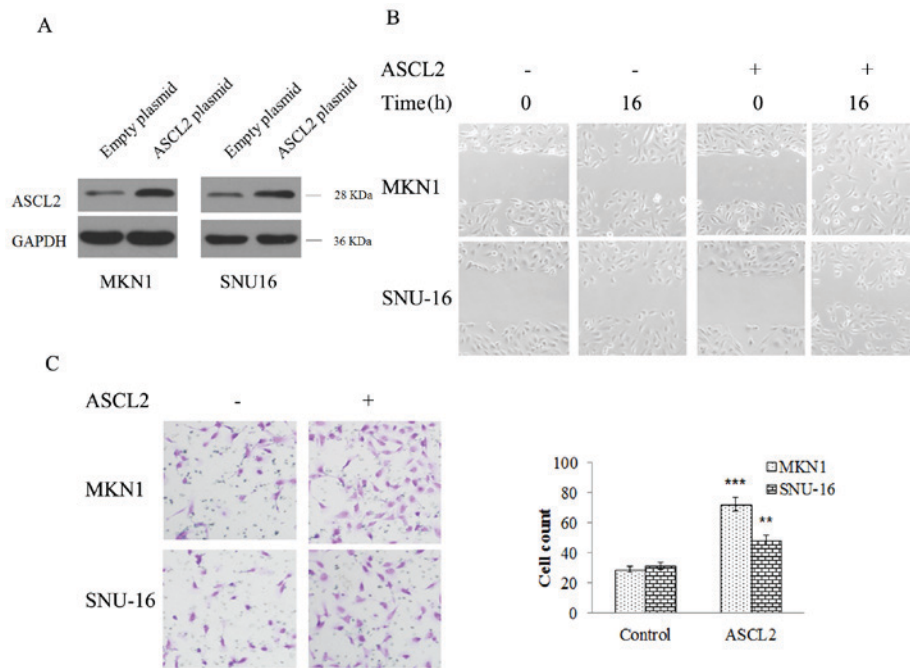 A
Empty plasmid
ASCL2 plasmid
Empty plasmid
ASCL2 plasmid
ASCL2
28 KDa
GAPDH
36 KDa
MKN1
SNU16
B
ASCL2 - - + +
Time(h) 0 16 0 16
MKN1
SNU-16
C
ASCL2 - +
MKN1
SNU-16
100
80
60
40
20
0
Cell count
***
**
MKN1
SNU-16
Control
ASCL2